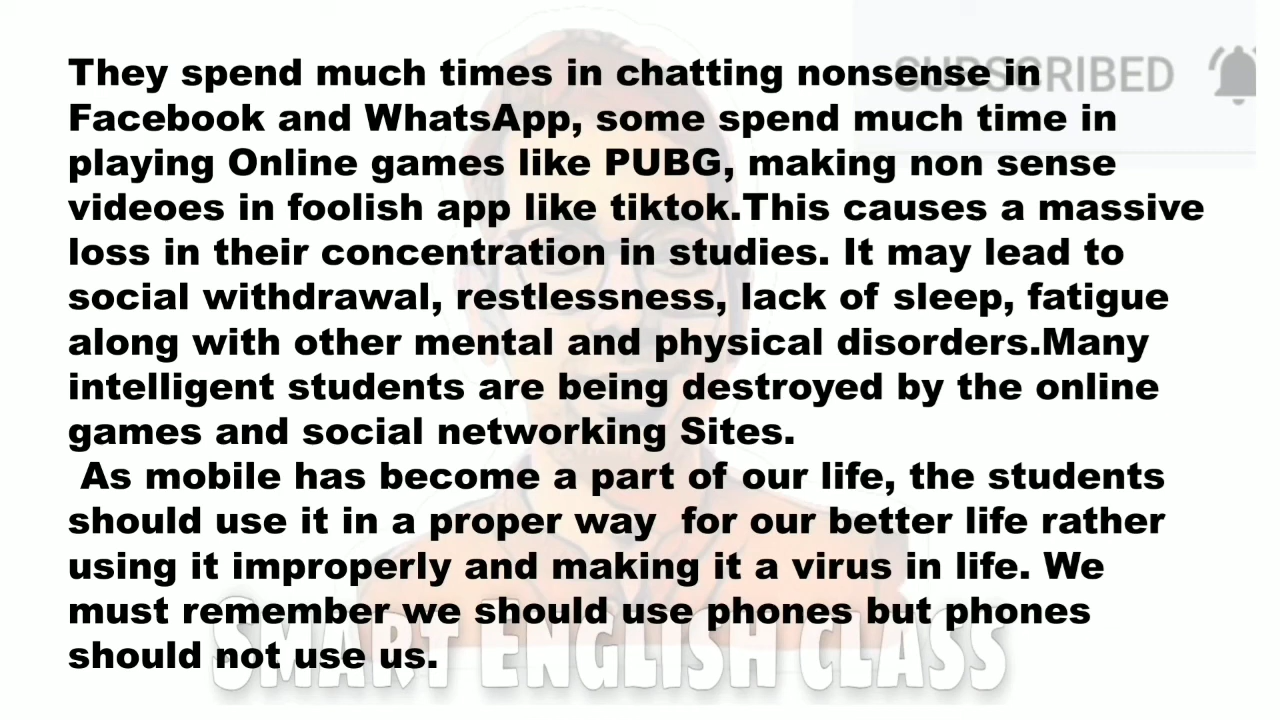 SUBSCRIBED
They spend much times in chatting nonsense in
Facebook and WhatsApp, some spend much time in
playing Online games like PUBG, making non sense
videoes in foolish app like tiktok.This causes a massive
loss in their concentration in studies. It may lead to
social withdrawal, restlessness, lack of sleep, fatigue
along with other mental and physical disorders.Many
intelligent students are being destroyed by the online
games and social networking Sites.
As mobile has become a part of our life, the students
should use it in a proper way for our better life rather
using it improperly and making it a virus in life. We
must remember we should use phones but phones
should not use us.
SMART ENGLISH CLASS